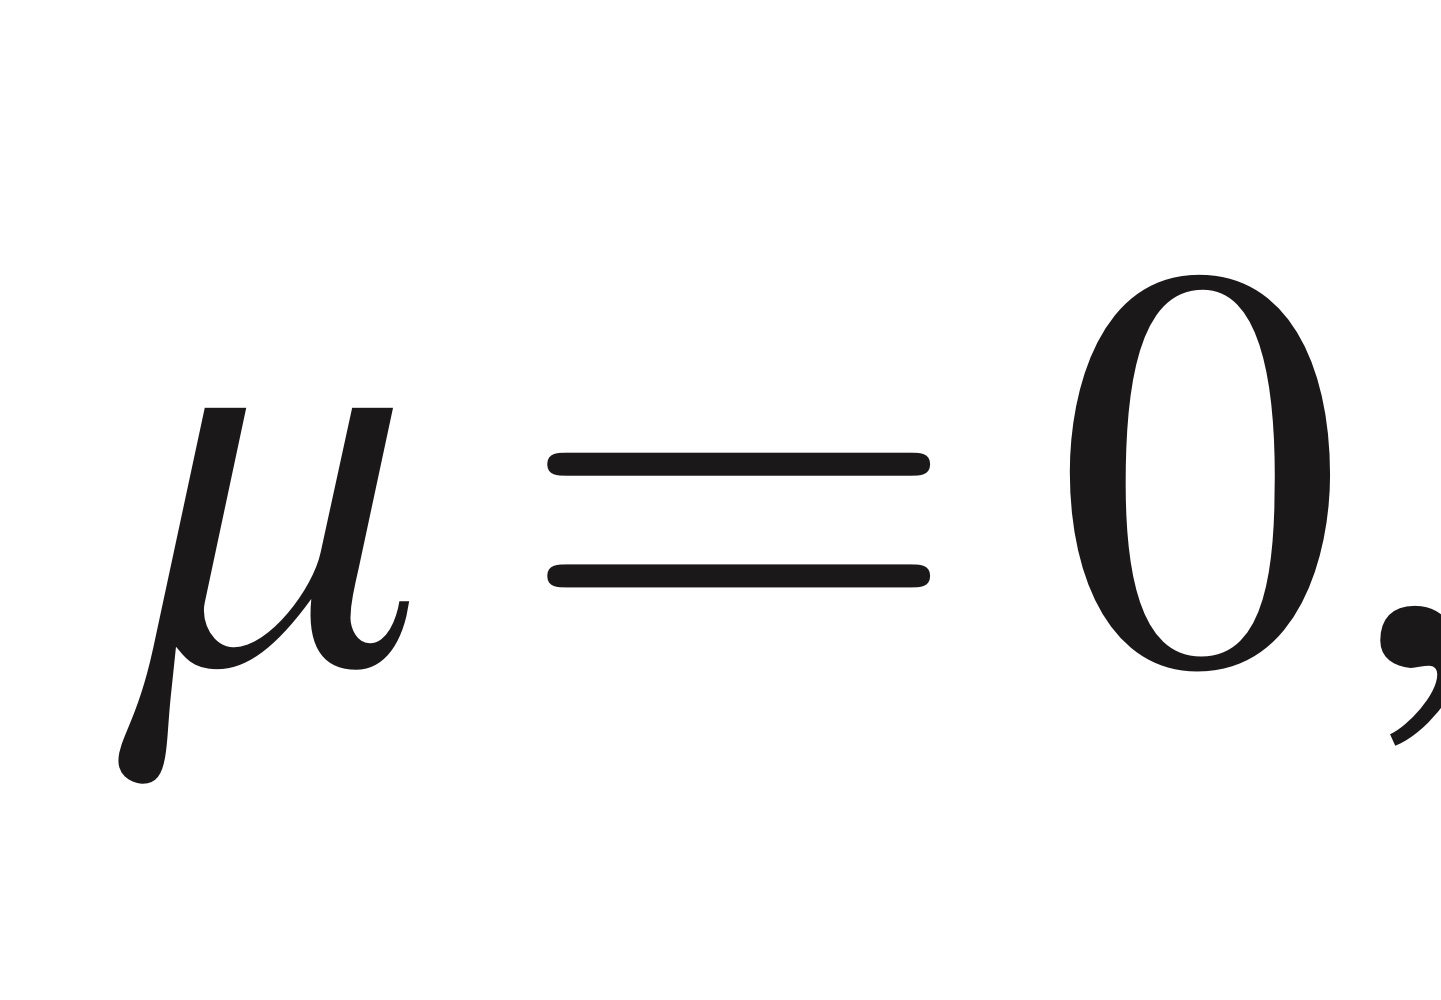 μ = 0,